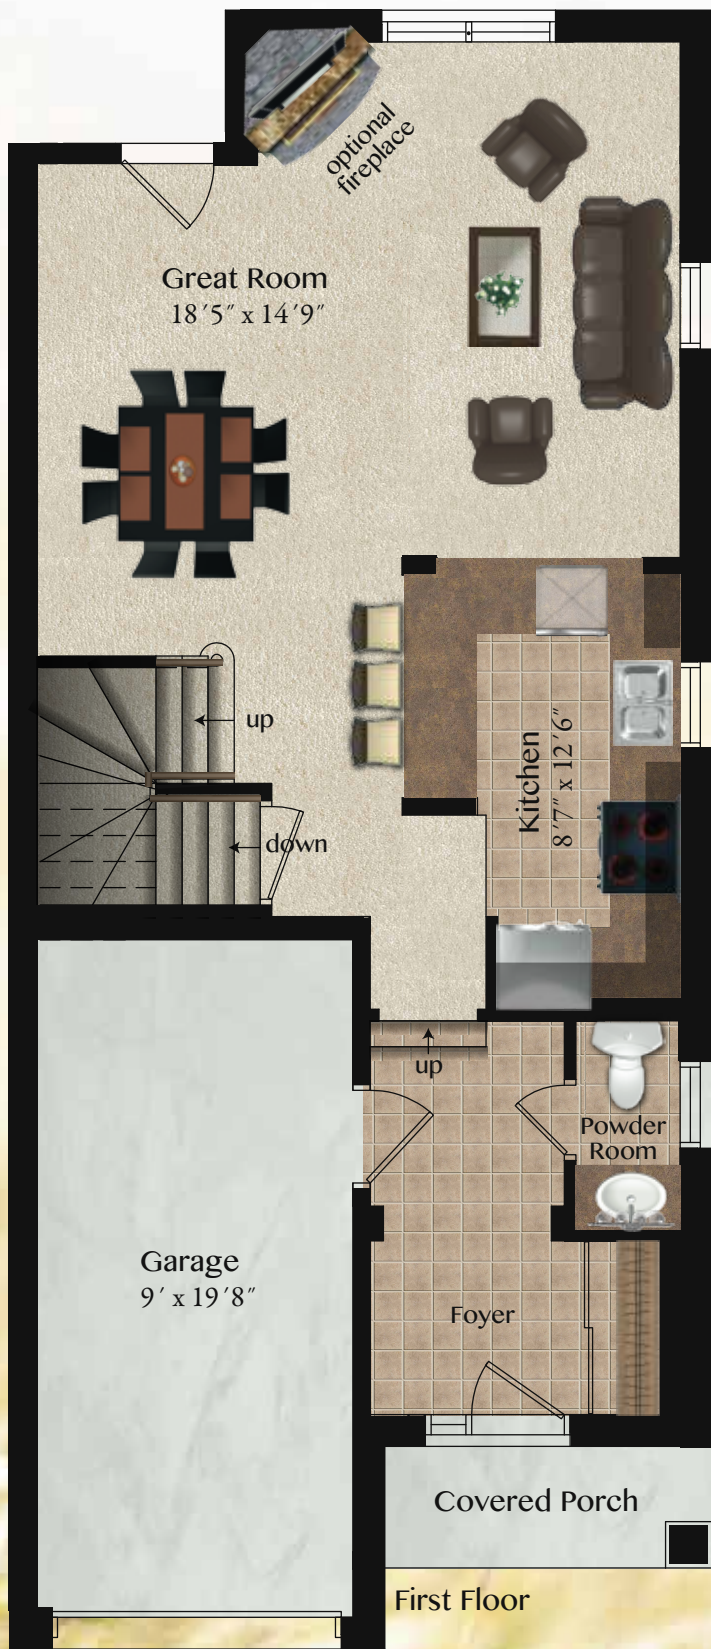 optional
fireplace
Great Room
18´5˝ x 14´9˝
up
Kitchen
8´7˝ x 12´6˝
down
up
Powder
Room
Garage
9´ x 19´8˝
Foyer
Covered Porch
First Floor